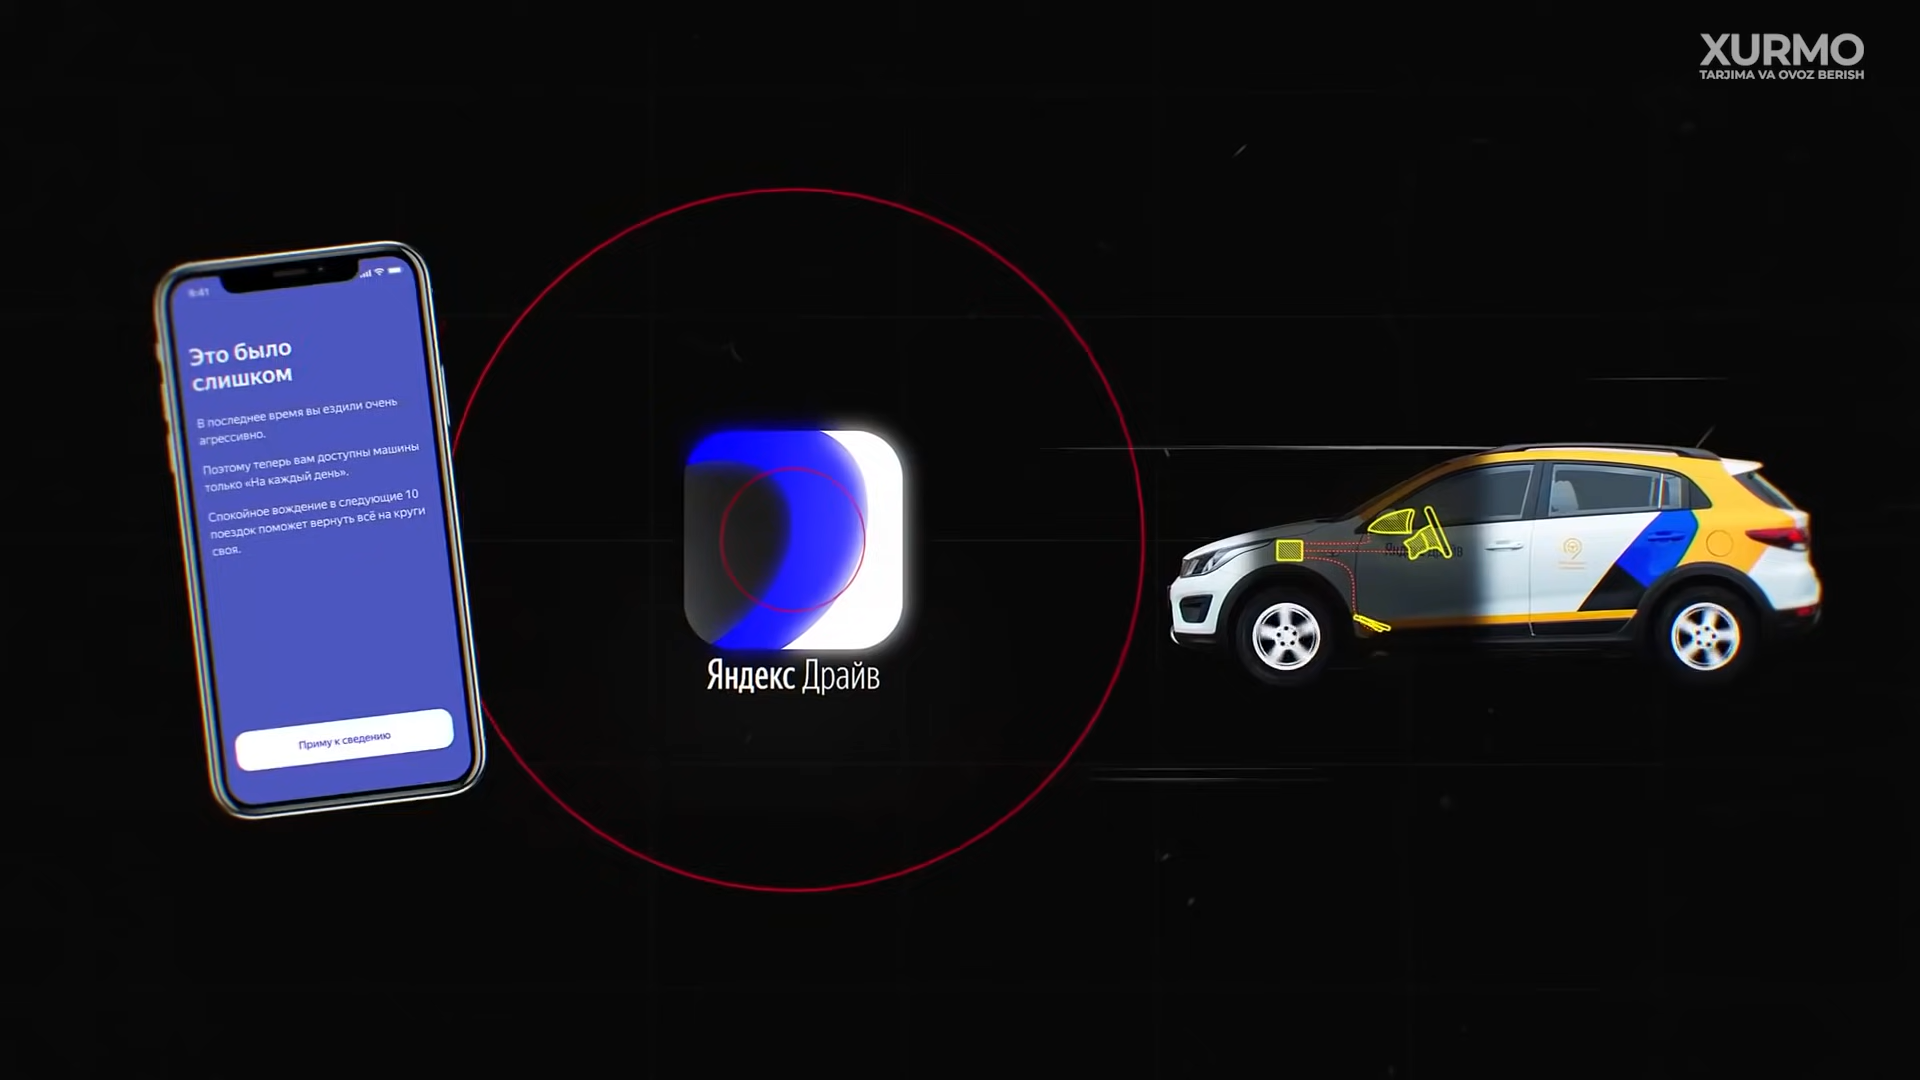 XURMO
TARJIMA VA OVOZ BERISH
9:41
Это было
слишком
В последнее время вы ездили очень
агрессивно.
Поэтому теперь вам доступны машины
только «На каждый день».
Спокойное вождение в следующие 10
поездок поможет вернуть всё на круги
своя.
Приму к сведению
Яндекс Драйв